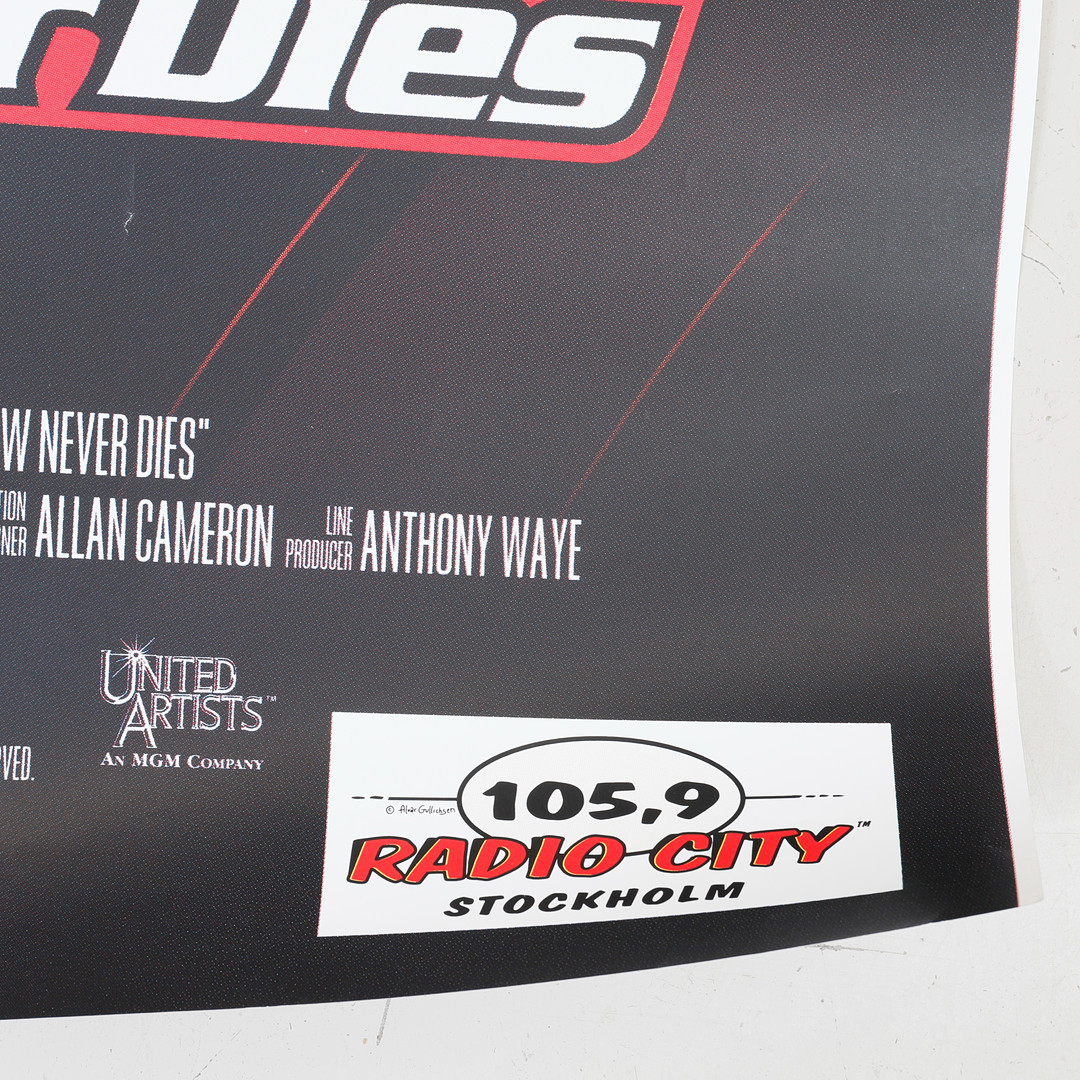 rDies
W NEVER DIES"
TION
NER ALLAN CAMERON LINE PRODUCER ANTHONY WAYE
UNITED
ARTISTS™
AN MGM COMPANY
VED.
105,9
© Alvar Gullichsen
RADIO CITY™
STOCKHOLM